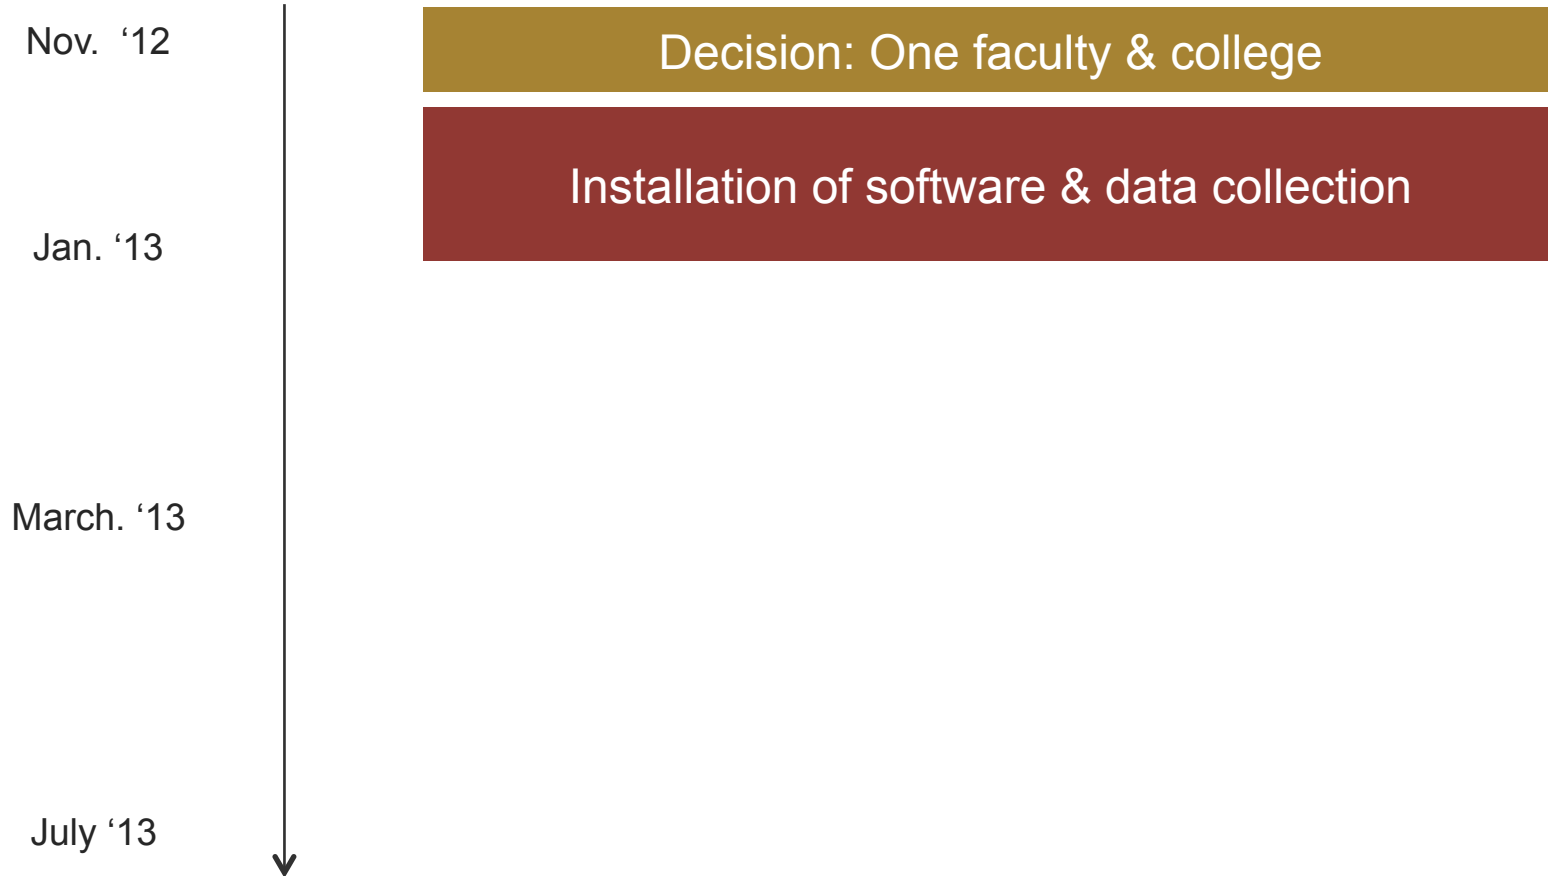 Nov.  ‘12
Decision: One faculty & college
Installation of software & data collection
Jan. ‘13
March. ‘13
July ‘13